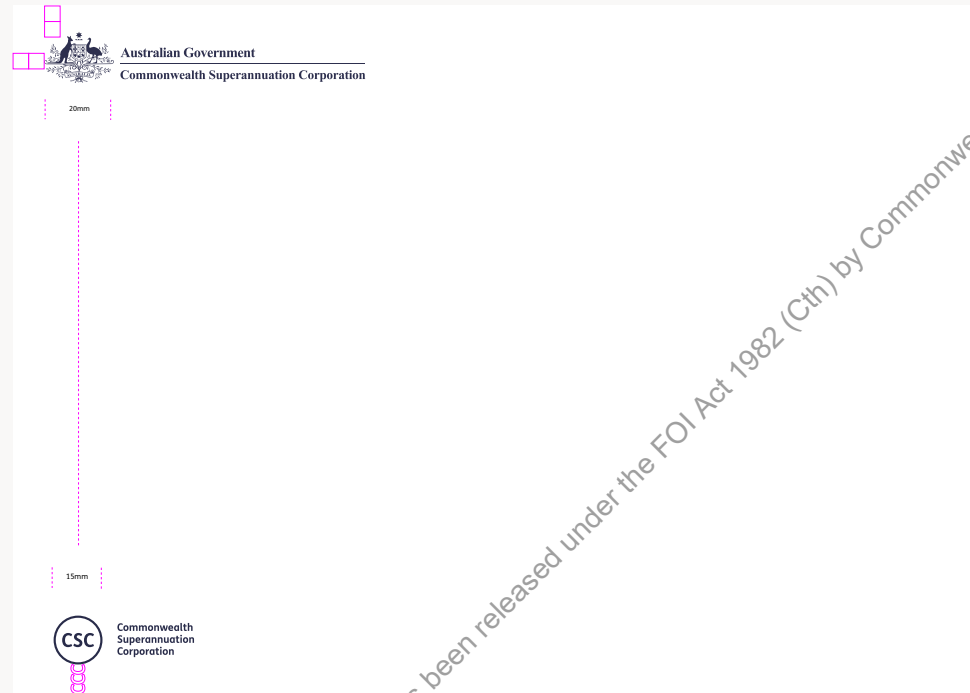 Australian Government
Commonwealth Superannuation Corporation
20mm
been released under the FOI Act 1982 (Cth) by
15mm
CSC
Commonwealth
Superannuation
Corporation